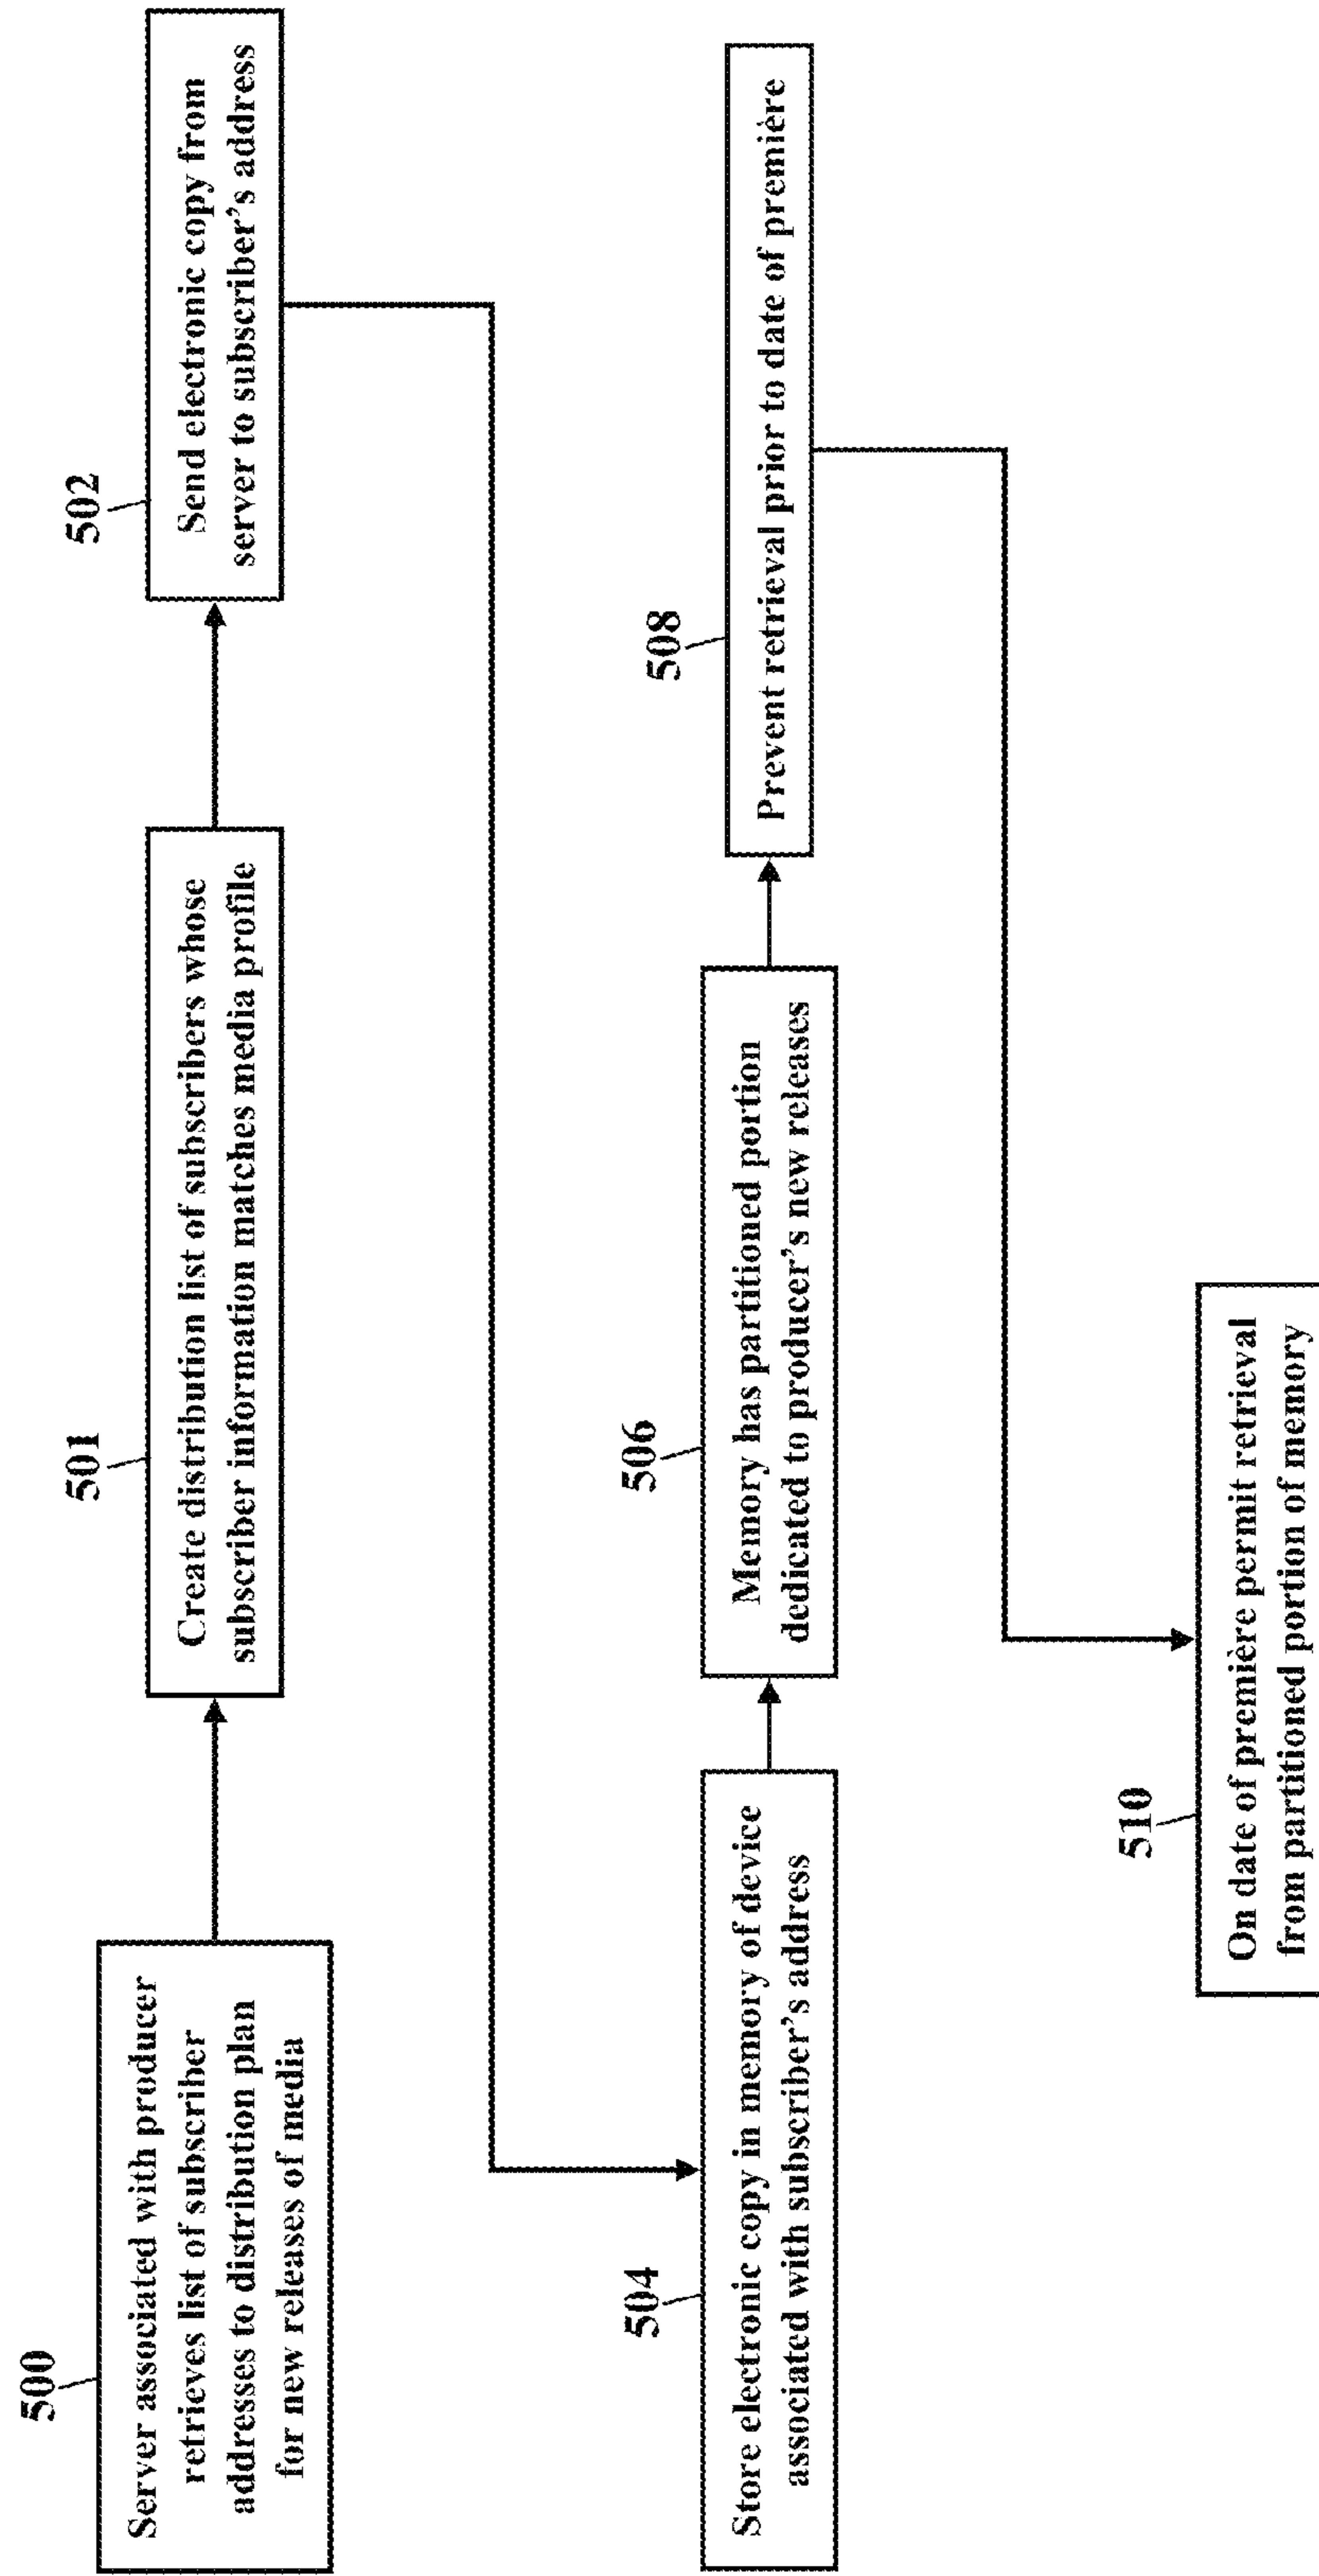 500
Server associated with producer
retrieves list of subscriber
addresses to distribution plan
for new releases of media
501
Create distribution list of subscribers whose
subscriber information matches media profile
502
Send electronic copy from
server to subscriber's address
504
Store electronic copy in memory of device
associated with subscriber's address
506
Memory has partitioned portion
dedicated to producer's new releases
508
Prevent retrieval prior to date of première
510
On date of première permit retrieval
from partitioned portion of memory